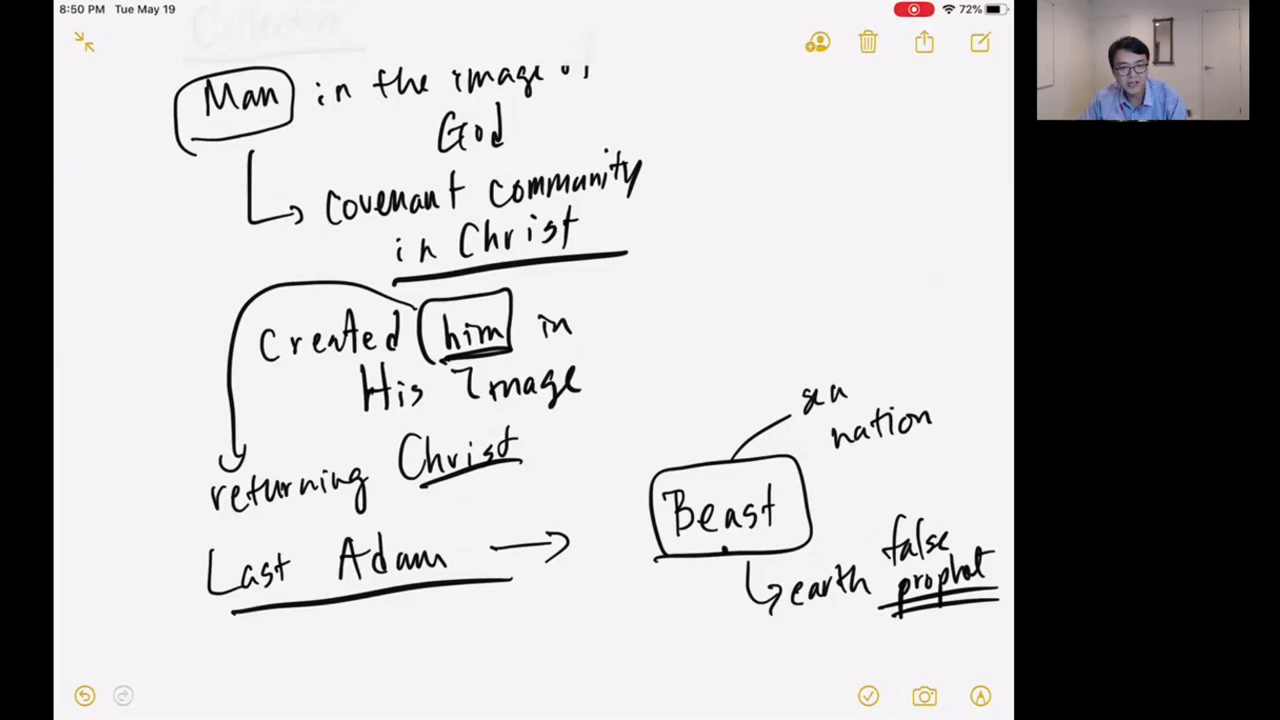 8:50 PM Tue May 19
72%
Collective
Man in the image of
God
covenant community
in Christ
Created him in
His Image
returning Christ
Last Adam
sea
nation
Beast
earth false
prophet